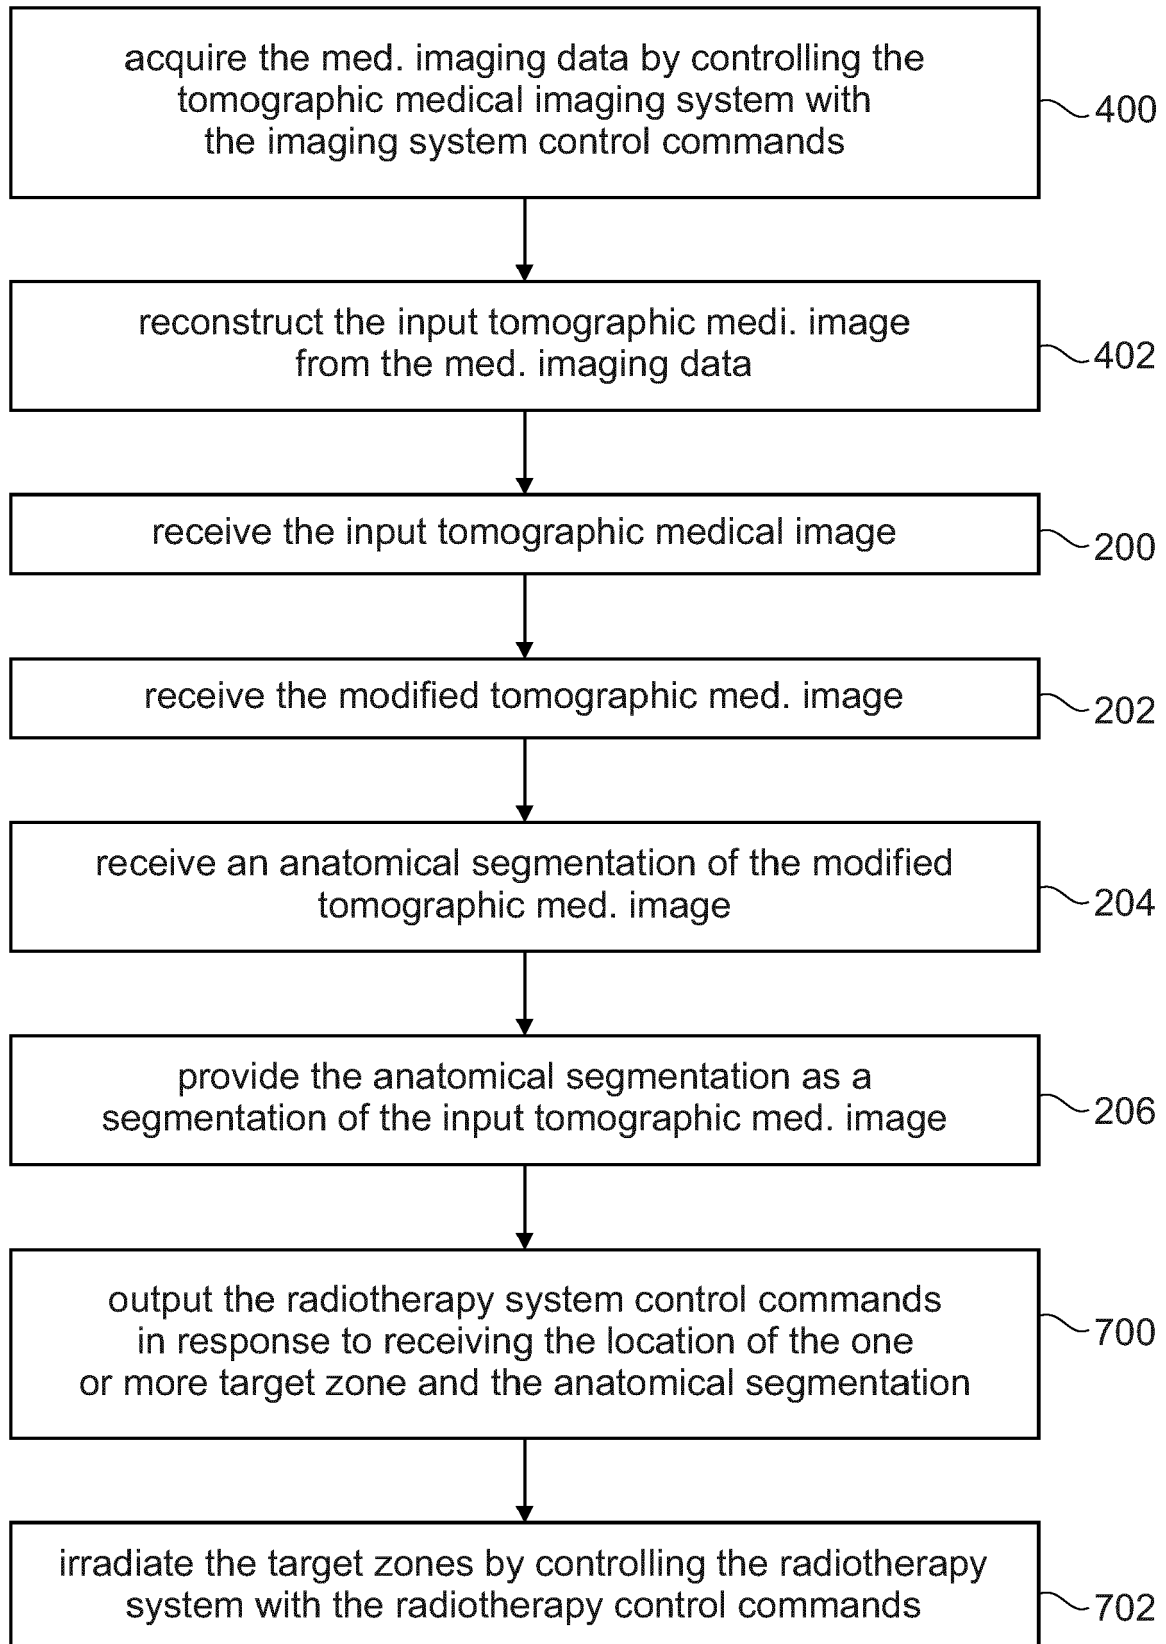 acquire the med. imaging data by controlling the
tomographic medical imaging system with
the imaging system control commands
400
reconstruct the input tomographic medi. image
from the med. imaging data
402
receive the input tomographic medical image
200
receive the modified tomographic med. image
202
receive an anatomical segmentation of the modified
tomographic med. image
204
provide the anatomical segmentation as a
segmentation of the input tomographic med. image
206
output the radiotherapy system control commands
in response to receiving the location of the one
or more target zone and the anatomical segmentation
700
irradiate the target zones by controlling the radiotherapy
system with the radiotherapy control commands
702